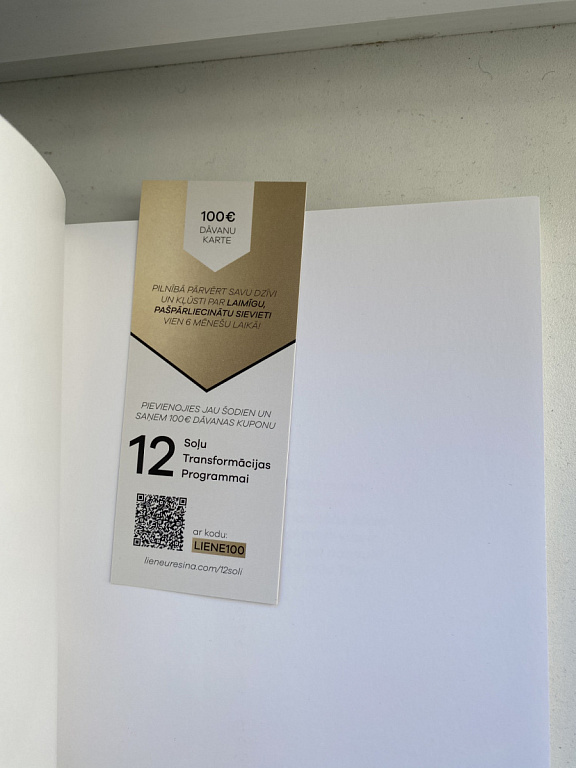 100€
DĀVANU
KARTE
PILNĪBĀ PĀRVĒRT SAVU DZĪVI
UN KĻŪSTI PAR LAIMĪGU,
PAŠPĀRLIECINĀTU SIEVIETI
VIEN 6 MĒNEŠU LAIKĀ!
PIEVIENOJIES JAU ŠODIEN UN
SAŅEM 100€ DĀVANAS KUPONU
12 Soļu
Transformācijas
Programmai
ar kodu:
LIENE100
lieneuresina.com/12soli